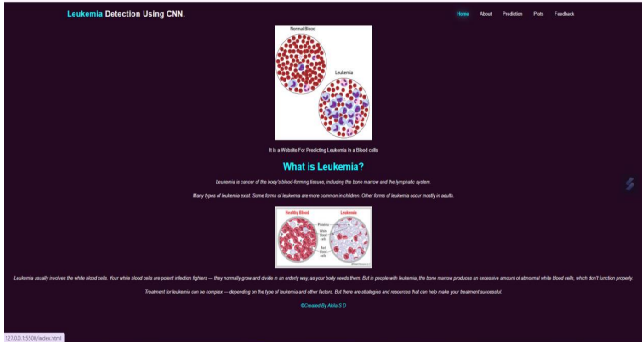 Leukemia Detection Using CNN.
Home About Prediction Plots Feedback
Normal Blood
Leukemia
It Is a Website For Predicting Leukemia in a Blood cells
What is Leukemia?
Leukemia is cancer of the body's blood-forming tissues, including the bone marrow and the lymphatic system.
Many types of leukemia exist. Some forms of leukemia are more common in children. Other forms of leukemia occur mostly in adults.
Healthy Blood Leukemia
Plasma
White
Red
Leukemia usually involves the white blood cells. Your white blood cells are potent infection fighters — they normally grow and divide in an orderly way, as your body needs them. But in people with leukemia, the bone marrow produces an excessive amount of abnormal white blood cells, which don't function properly.
Treatment for leukemia can be complex — depending on the type of leukemia and other factors. But there are strategies and resources that can help make your treatment successful.
©Created By
/index.html